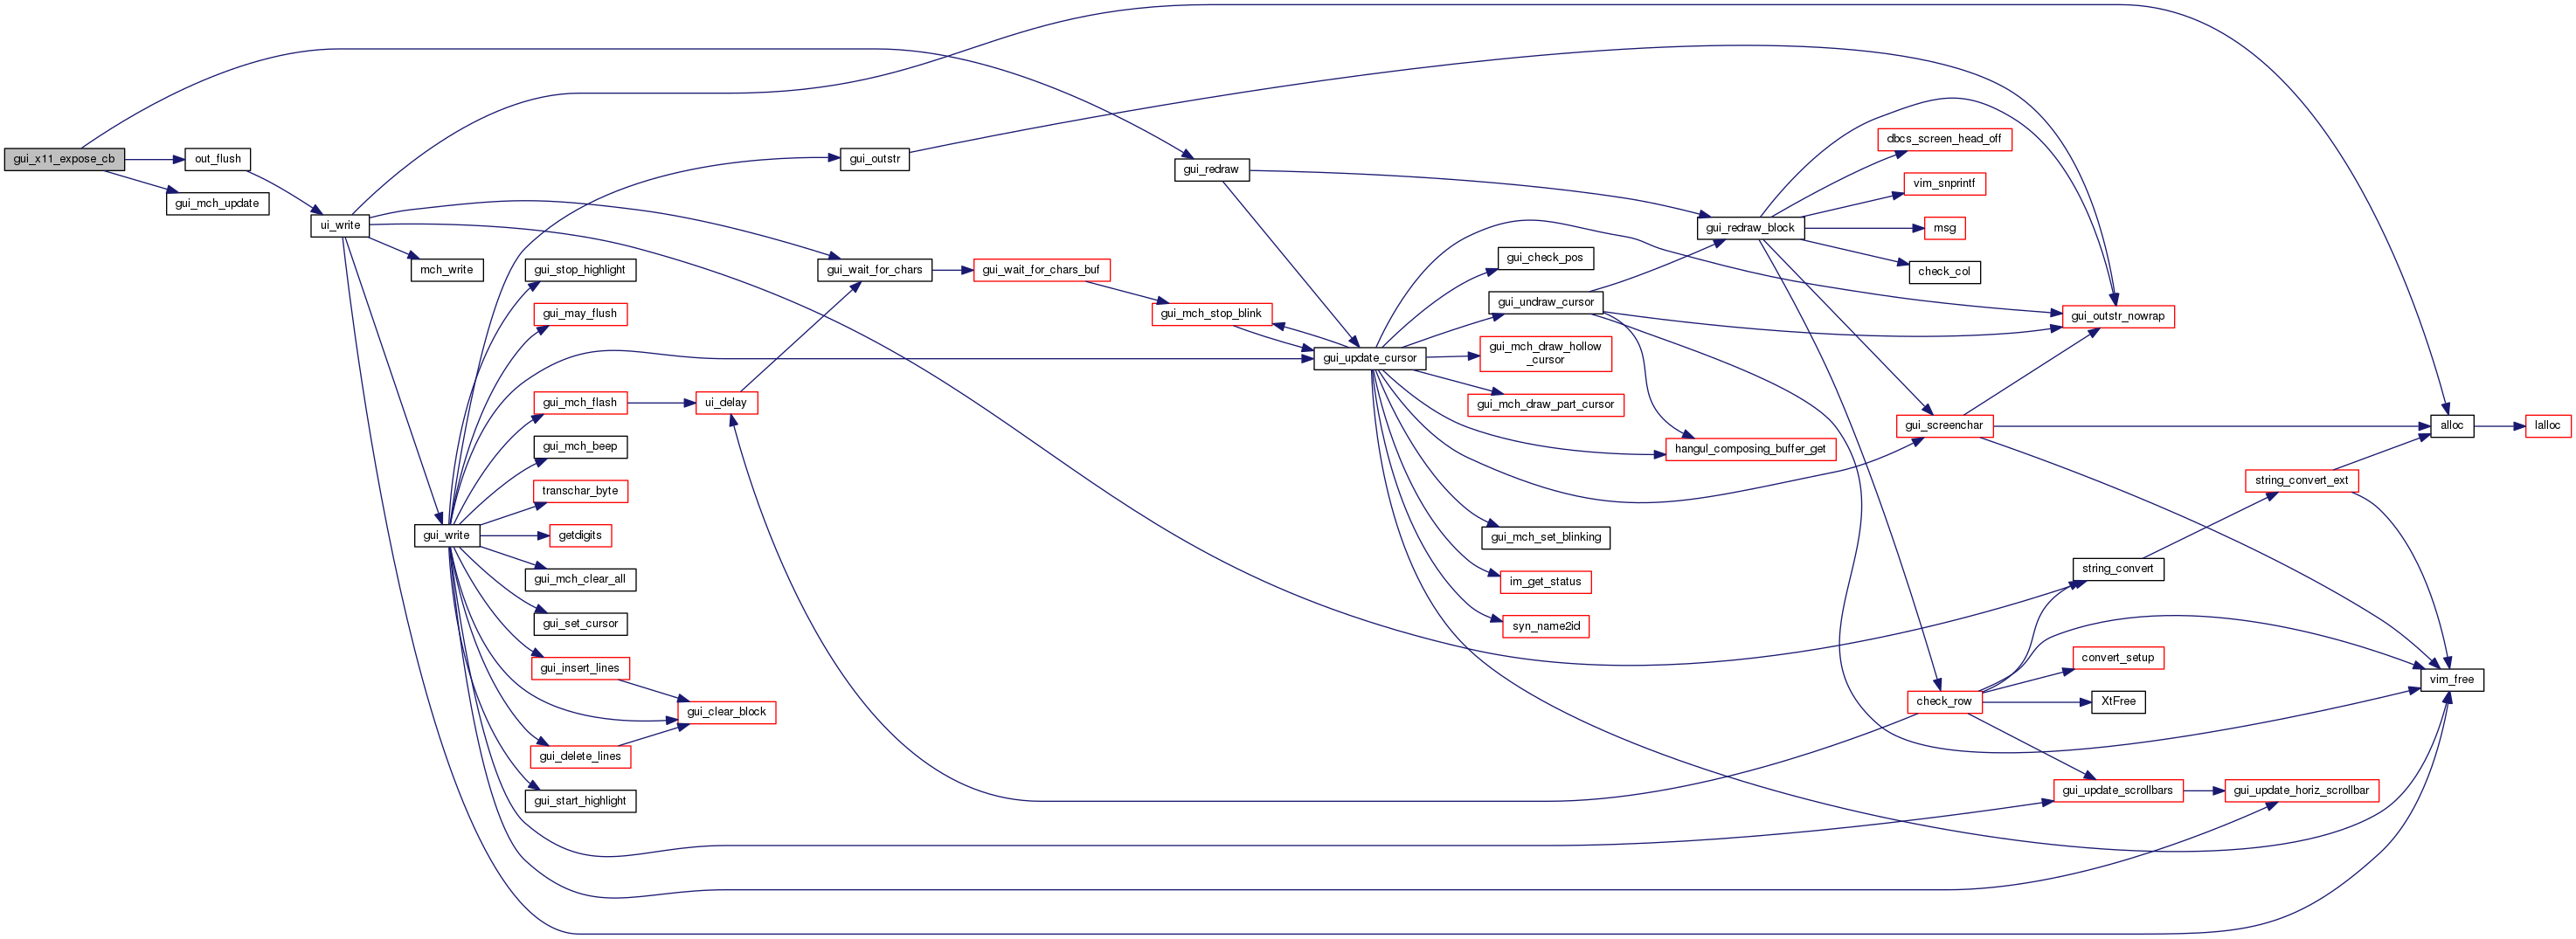 gui_x11_expose_cb
out_flush
gui_mch_update
ui_write
mch_write
gui_write
gui_stop_highlight
gui_may_flush
gui_mch_flash
gui_mch_beep
transchar_byte
getdigits
gui_mch_clear_all
gui_set_cursor
gui_insert_lines
gui_delete_lines
gui_start_highlight
ui_delay
gui_clear_block
gui_outstr
gui_wait_for_chars
gui_wait_for_chars_buf
gui_mch_stop_blink
gui_redraw
gui_update_cursor
gui_check_pos
gui_undraw_cursor
gui_mch_draw_hollow
_cursor
gui_mch_draw_part_cursor
gui_mch_set_blinking
im_get_status
syn_name2id
gui_redraw_block
hangul_composing_buffer_get
dbcs_screen_head_off
vim_snprintf
msg
check_col
gui_screenchar
check_row
gui_outstr_nowrap
string_convert
convert_setup
XtFree
gui_update_scrollbars
string_convert_ext
gui_update_horiz_scrollbar
alloc
vim_free
lalloc